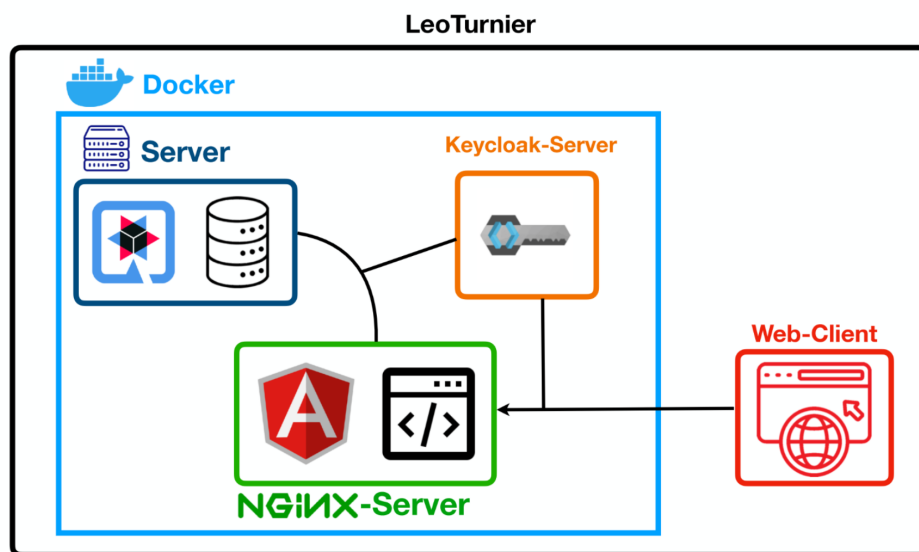 LeoTurnier
Docker
Server
Keycloak-Server
Web-Client
A
</>
NGiNX-Server